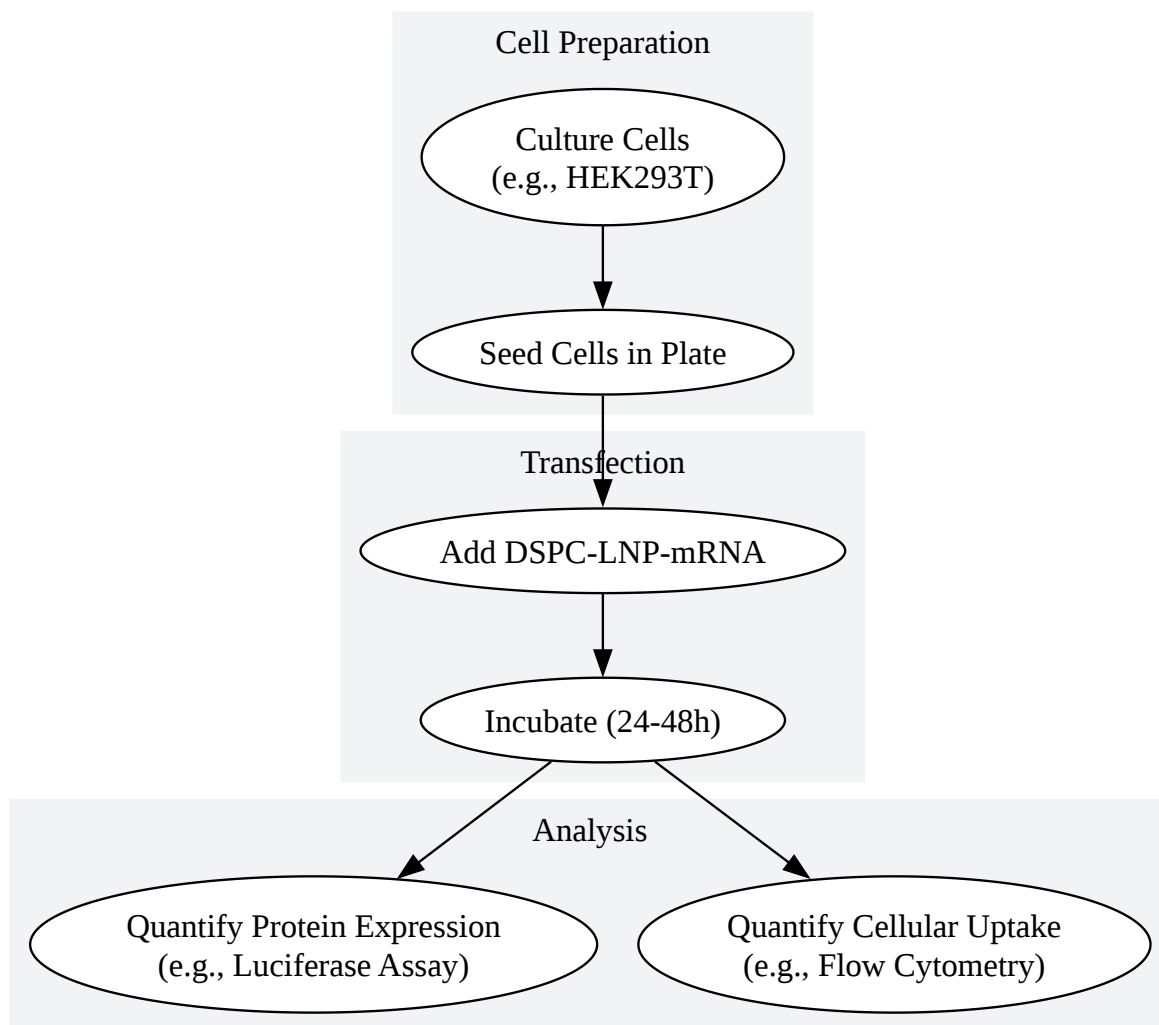 Cell Preparation
Culture Cells
(e.g., HEK293T)
Seed Cells in Plate
Transfection
Add DSPC-LNP-mRNA
Incubate (24-48h)
Analysis
Quantify Protein Expression
(e.g., Luciferase Assay)
Quantify Cellular Uptake
(e.g., Flow Cytometry)